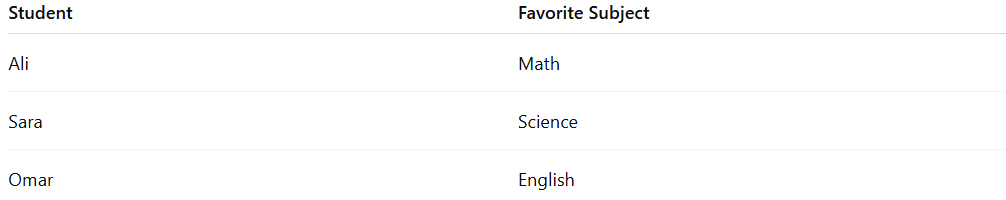 Student Favorite Subject
Ali Math
Sara Science
Omar English